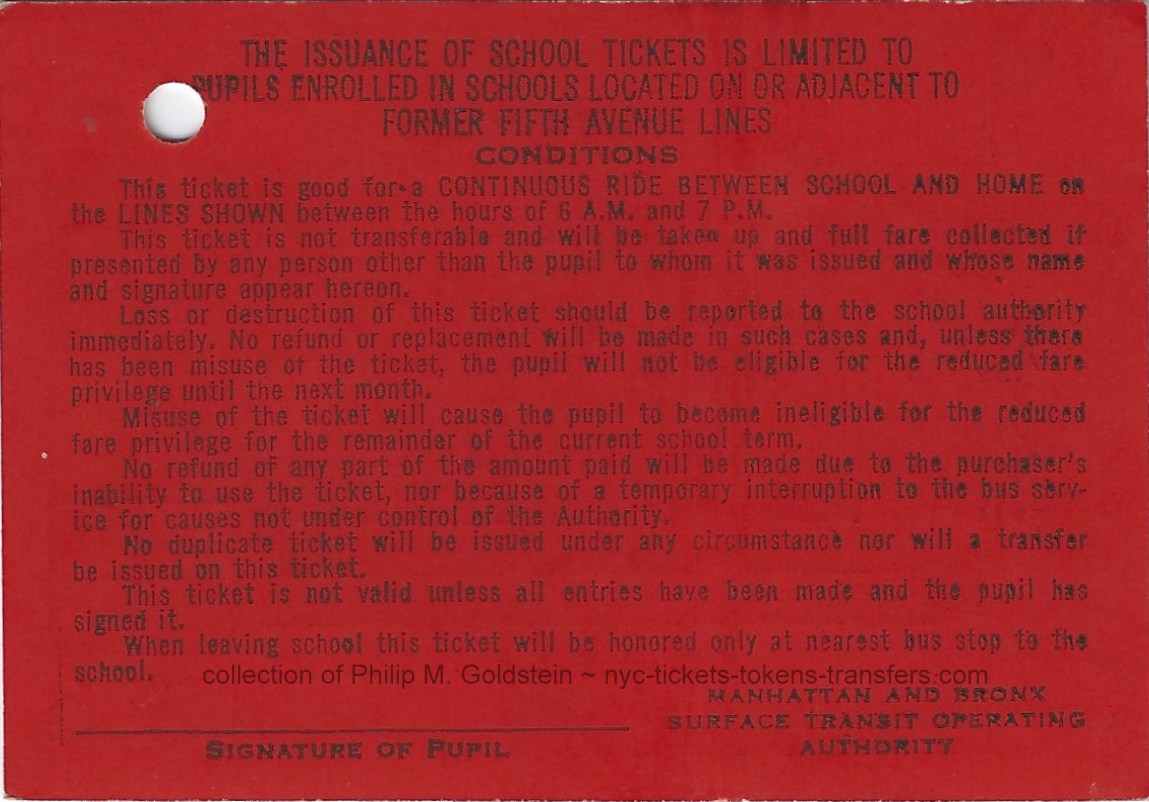 THE ISSUANCE OF SCHOOL TICKETS IS LIMITED TO
PUPILS ENROLLED IN SCHOOLS LOCATED ON OR ADJACENT TO
FORMER FIFTH AVENUE LINES
CONDITIONS
This ticket is good for a CONTINUOUS RIDE BETWEEN SCHOOL AND HOME on
the LINES SHOWN between the hours of 6 A.M. and 7 P.M.
This ticket is not transferable and will be taken up and full fare collected if
presented by any person other than the pupil to whom it was issued and whose name
and signature appear hereon.
Loss or destruction of this ticket should be reported to the school authority
immediately. No refund or replacement will be made in such cases and, unless there
has been misuse of the ticket, the pupil will not be eligible for the reduced fare
privilege until the next month.
Misuse of the ticket will cause the pupil to become ineligible for the reduced
fare privilege for the remainder of the current school term.
No refund of any part of the amount paid will be made due to the purchaser's
inability to use the ticket, nor because of a temporary interruption to the bus serv-
ice for causes not under control of the Authority.
No duplicate ticket will be issued under any circumstance nor will a transfer
be issued on this ticket.
This ticket is not valid unless all entries have been made and the pupil has
signed it.
When leaving school this ticket will be honored only at nearest bus stop to the
school.
collection of Philip M. Goldstein ~ nyc-tickets-tokens-transfers.com
MANHATTAN AND BRONX
SURFACE TRANSIT OPERATING
AUTHORITY
SIGNATURE OF PUPIL